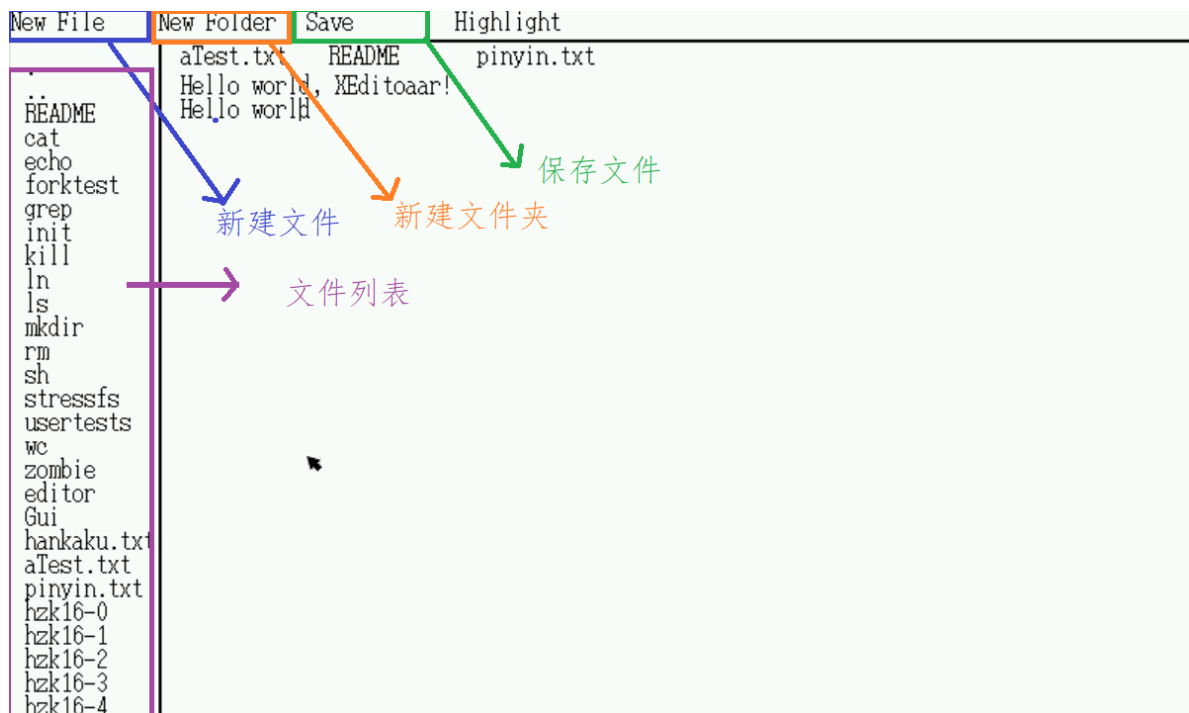 New File New Folder Save Highlight
aTest.txt README pinyin.txt
Hello world, XEditoaar!
Hello world
保存文件
新建文件
新建文件夹
文件列表
.
..
README
cat
echo
forktest
grep
init
kill
ln
ls
mkdir
rm
sh
stressfs
usertests
wc
zombie
editor
Gui
hankaku.txt
aTest.txt
pinyin.txt
hzk16-0
hzk16-1
hzk16-2
hzk16-3
hzk16-4